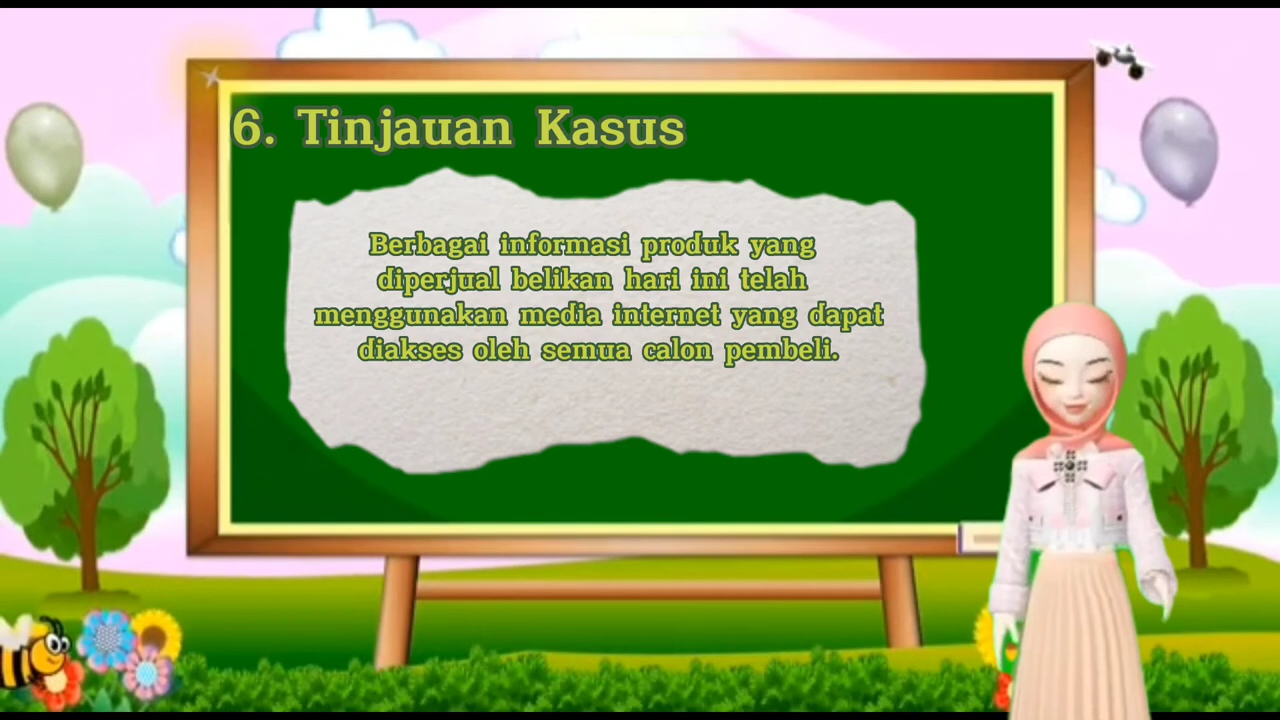 6. Tinjauan Kasus
Berbagai informasi produk yang
diperjual belikan hari ini telah
menggunakan media internet yang dapat
diakses oleh semua calon pembeli.